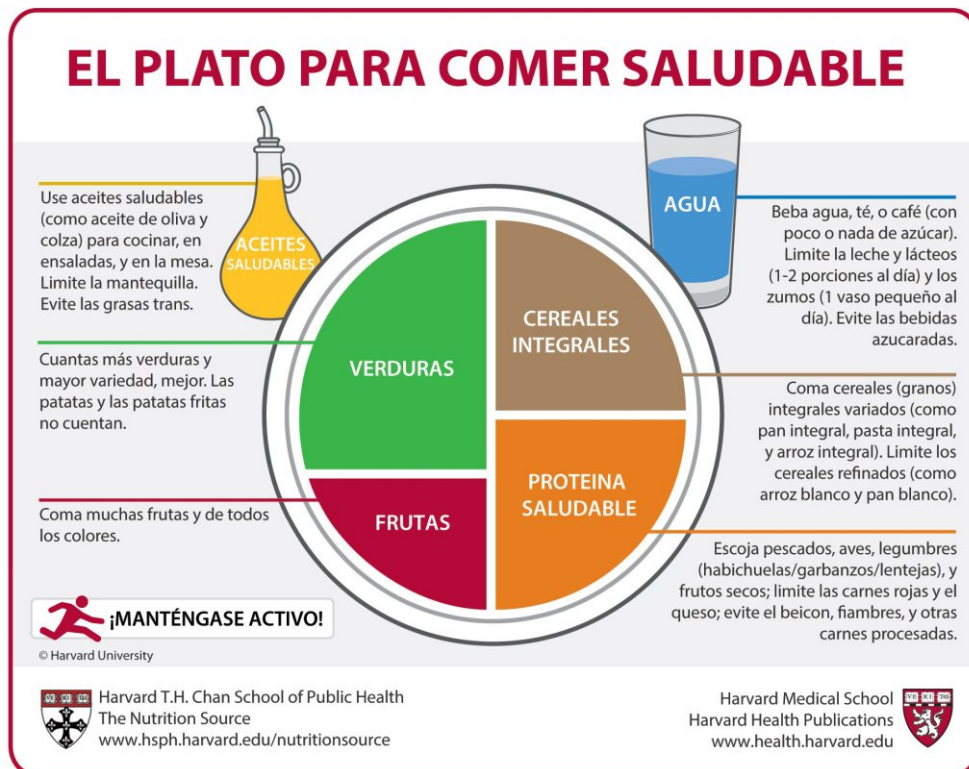 EL PLATO PARA COMER SALUDABLE
Use aceites saludables
(como aceite de oliva y
colza) para cocinar, en
ensaladas, y en la mesa.
Limite la mantequilla.
Evite las grasas trans.
ACEITES
SALUDABLES
AGUA
Beba agua, té, o café (con
poco o nada de azúcar).
Limite la leche y lácteos
(1-2 porciones al día) y los
zumos (1 vaso pequeño al
día). Evite las bebidas
azucaradas.
Cuantas más verduras y
mayor variedad, mejor. Las
patatas y las patatas fritas
no cuentan.
VERDURAS
CEREALES
INTEGRALES
Coma cereales (granos)
integrales variados (como
pan integral, pasta integral,
y arroz integral). Limite los
cereales refinados (como
arroz blanco y pan blanco).
Coma muchas frutas y de todos
los colores.
FRUTAS
PROTEINA
SALUDABLE
Escoja pescados, aves, legumbres
(habichuelas/garbanzos/lentejas), y
frutos secos; limite las carnes rojas y el
queso; evite el beicon, fiambres, y otras
carnes procesadas.
¡MANTÉNGASE ACTIVO!
© Harvard University
Harvard T.H. Chan School of Public Health
The Nutrition Source
www.hsph.harvard.edu/nutritionsource
Harvard Medical School
Harvard Health Publications
www.health.harvard.edu
VE RI TAS